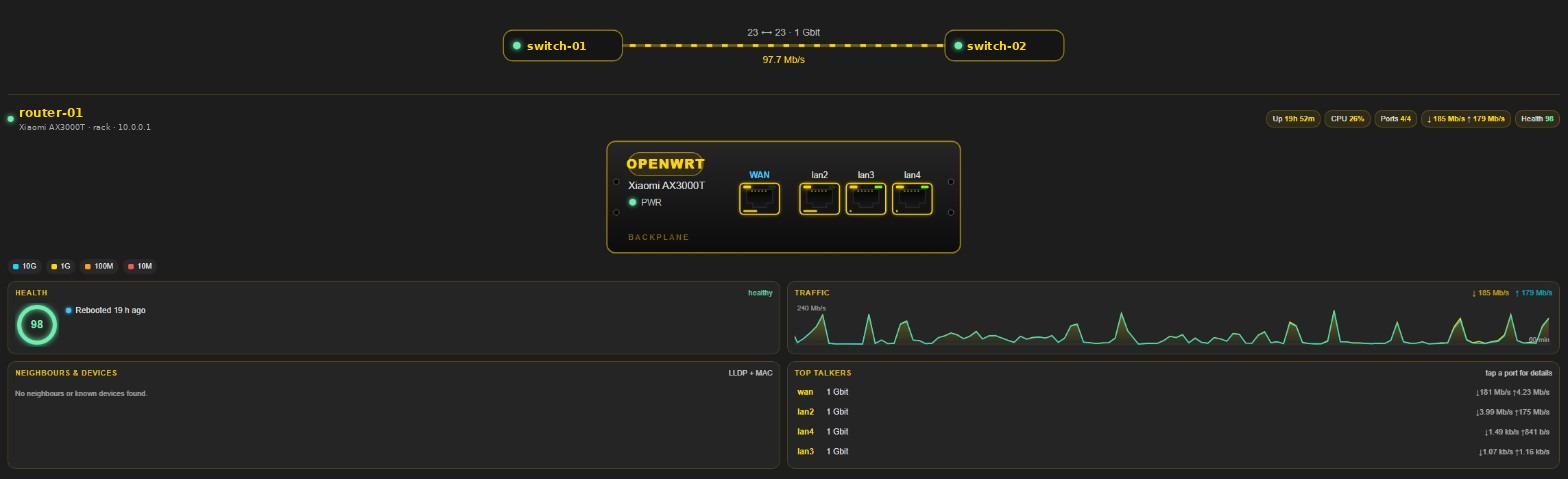 23 ⟷ 23 · 1 Gbit
switch-01
switch-02
97.7 Mb/s
router-01
Xiaomi AX3000T · rack · 10.0.0.1
Up 19h 52m
CPU 26%
Ports 4/4
↓ 185 Mb/s ↑ 179 Mb/s
Health 98
OPENWRT
Xiaomi AX3000T
PWR
BACKPLANE
WAN
lan2
lan3
lan4
10G
1G
100M
10M
HEALTH
healthy
98
Rebooted 19 h ago
TRAFFIC
↓ 185 Mb/s ↑ 179 Mb/s
240 Mb/s
NEIGHBOURS & DEVICES
LLDP + MAC
No neighbours or known devices found.
TOP TALKERS
tap a port for details
wan 1 Gbit ↓181 Mb/s ↑4.23 Mb/s
lan2 1 Gbit ↓3.99 Mb/s ↑175 Mb/s
lan4 1 Gbit ↓1.49 kb/s ↑841 b/s
lan3 1 Gbit ↓1.07 kb/s ↑1.16 kb/s